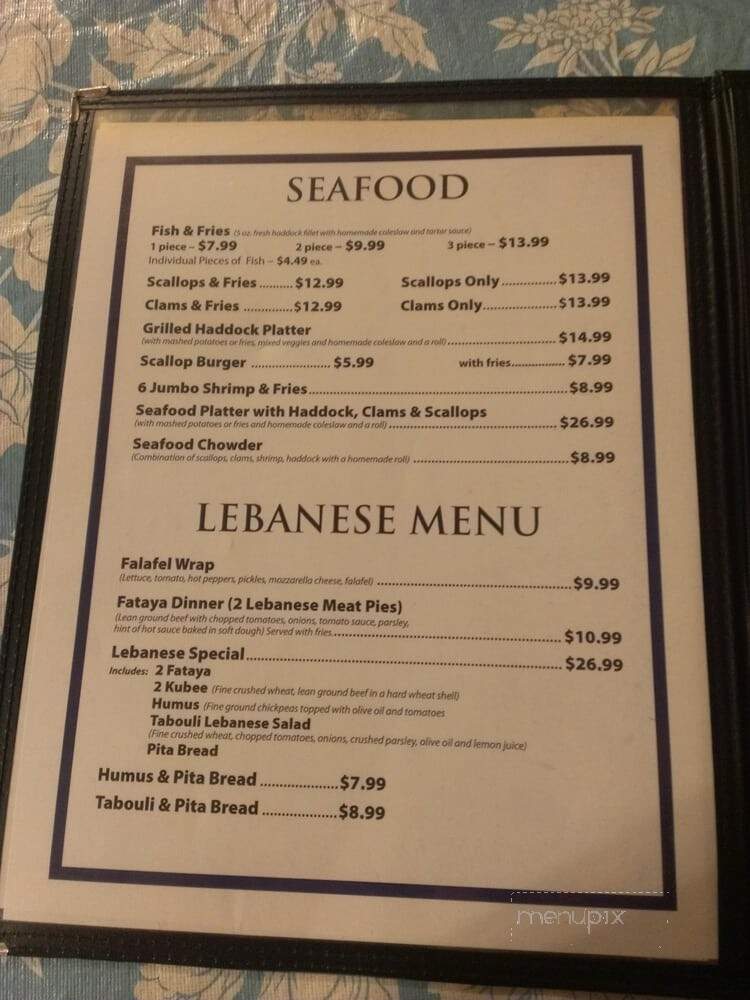 SEAFOOD
Fish & Fries (5 oz. fresh haddock fillet with homemade coleslaw and tartar sauce)
1 piece – $7.99 2 piece – $9.99 3 piece – $13.99
Individual Pieces of Fish – $4.49 ea.
Scallops & Fries ......... $12.99 Scallops Only .............. $13.99
Clams & Fries ............ $12.99 Clams Only................... $13.99
Grilled Haddock Platter
(with mashed potatoes or fries, mixed veggies and homemade coleslaw and a roll) ........................... $14.99
Scallop Burger ...................... $5.99 with fries................. $7.99
6 Jumbo Shrimp & Fries................................................................. $8.99
Seafood Platter with Haddock, Clams & Scallops
(with mashed potatoes or fries and homemade coleslaw and a roll) .......................................... $26.99
Seafood Chowder
(Combination of scallops, clams, shrimp, haddock with a homemade roll) ....................................... $8.99
LEBANESE MENU
Falafel Wrap
(Lettuce, tomato, hot peppers, pickles, mozzarella cheese, falafel) ................................................. $9.99
Fataya Dinner (2 Lebanese Meat Pies)
(Lean ground beef with chopped tomatoes, onions, tomato sauce, parsley,
hint of hot sauce baked in soft dough) Served with fries......................................................... $10.99
Lebanese Special................................................................................ $26.99
Includes: 2 Fataya
2 Kubee (Fine crushed wheat, lean ground beef in a hard wheat shell)
Humus (Fine ground chickpeas topped with olive oil and tomatoes
Tabouli Lebanese Salad
(Fine crushed wheat, chopped tomatoes, onions, crushed parsley, olive oil and lemon juice)
Pita Bread
Humus & Pita Bread ..................... $7.99
Tabouli & Pita Bread .................... $8.99
menupix